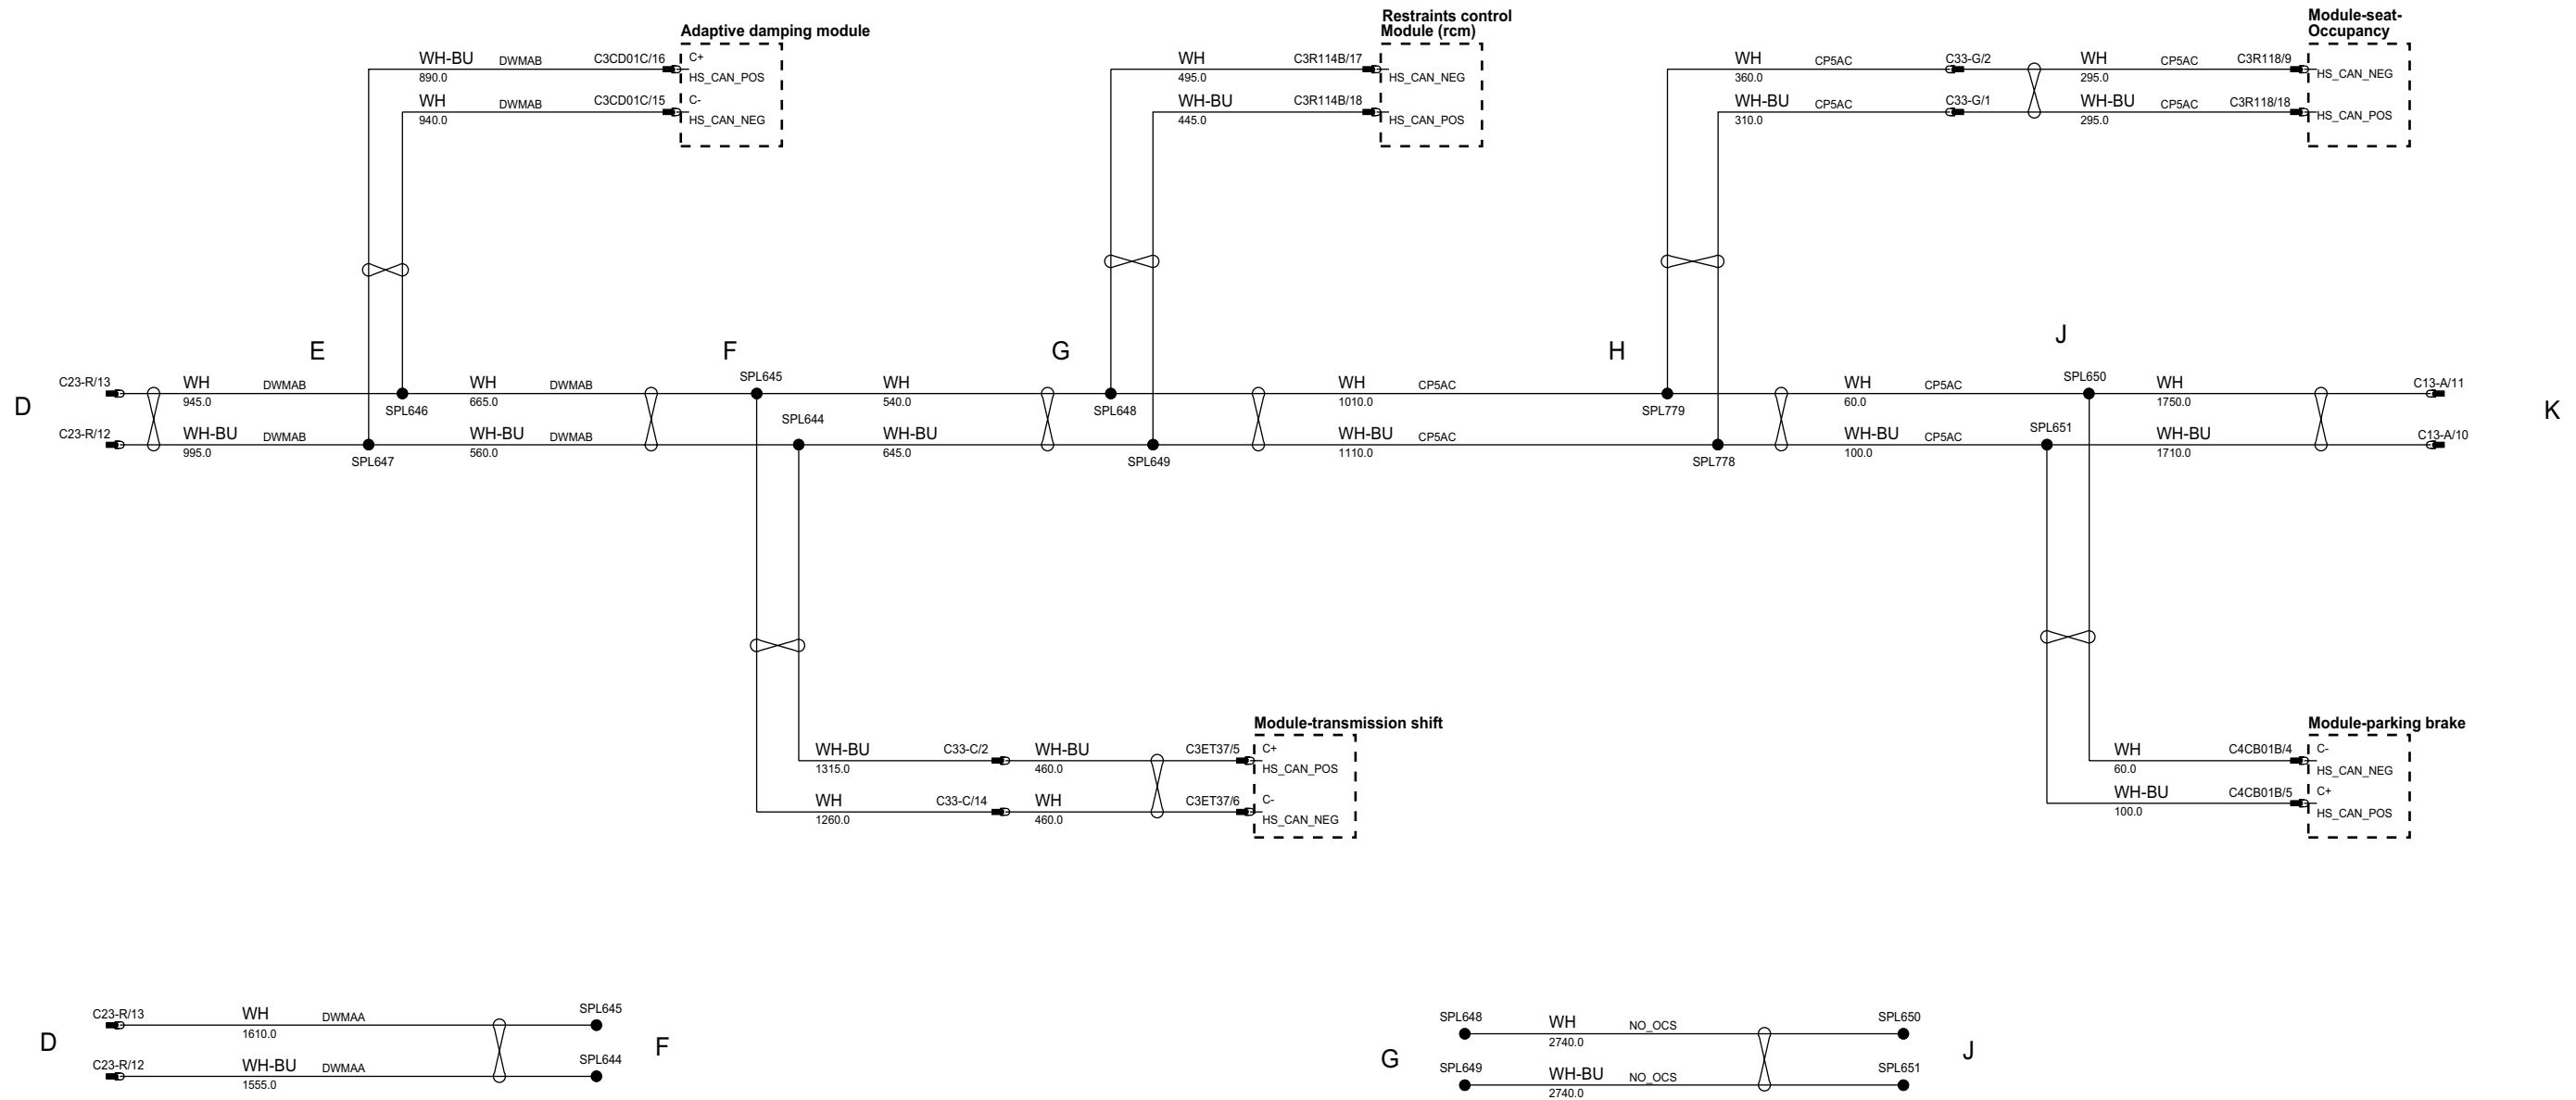 Adaptive damping module
WH-BU DWMAB C3CD01C/16 C+
890.0 HS_CAN_POS
WH DWMAB C3CD01C/15 C-
940.0 HS_CAN_NEG
Restraints control
Module (rcm)
WH C3R114B/17
495.0 HS_CAN_NEG
WH-BU C3R114B/18
445.0 HS_CAN_POS
Module-seat-
Occupancy
WH CP5AC C33-G/2 WH CP5AC C3R118/9
360.0 295.0 HS_CAN_NEG
WH-BU CP5AC C33-G/1 WH-BU CP5AC C3R118/18
310.0 295.0 HS_CAN_POS
E F G H J
D
C23-R/13 WH DWMAB WH DWMAB SPL645 WH WH CP5AC WH CP5AC SPL650 WH C13-A/11
945.0 SPL646 665.0 540.0 SPL648 1010.0 SPL779 60.0 1750.0
K
C23-R/12 WH-BU DWMAB WH-BU DWMAB SPL644 WH-BU WH-BU CP5AC WH-BU CP5AC SPL651 WH-BU C13-A/10
995.0 SPL647 560.0 645.0 SPL649 1110.0 SPL778 100.0 1710.0
Module-transmission shift
WH-BU C33-C/2 WH-BU C3ET37/5 C+
1315.0 460.0 HS_CAN_POS
WH C33-C/14 WH C3ET37/6 C-
1260.0 460.0 HS_CAN_NEG
Module-parking brake
WH C4CB01B/4 C-
60.0 HS_CAN_NEG
WH-BU C4CB01B/5 C+
100.0 HS_CAN_POS
D
C23-R/13 WH DWMAA SPL645
1610.0
C23-R/12 WH-BU DWMAA SPL644
1555.0
F
G
SPL648 WH NO_OCS SPL650
2740.0
SPL649 WH-BU NO_OCS SPL651
2740.0
J